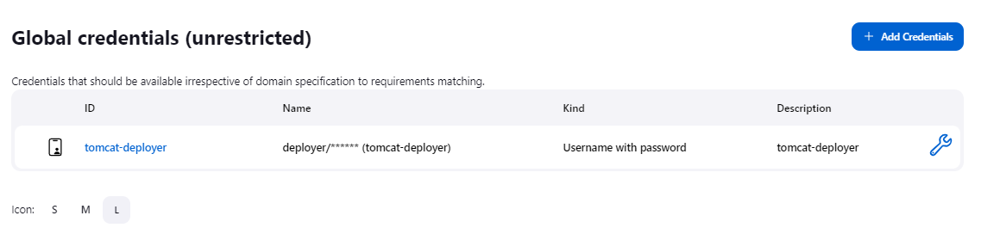 Global credentials (unrestricted)
+ Add Credentials
Credentials that should be available irrespective of domain specification to requirements matching.
ID Name Kind Description
tomcat-deployer deployer/****** (tomcat-deployer) Username with password tomcat-deployer
Icon: S M L